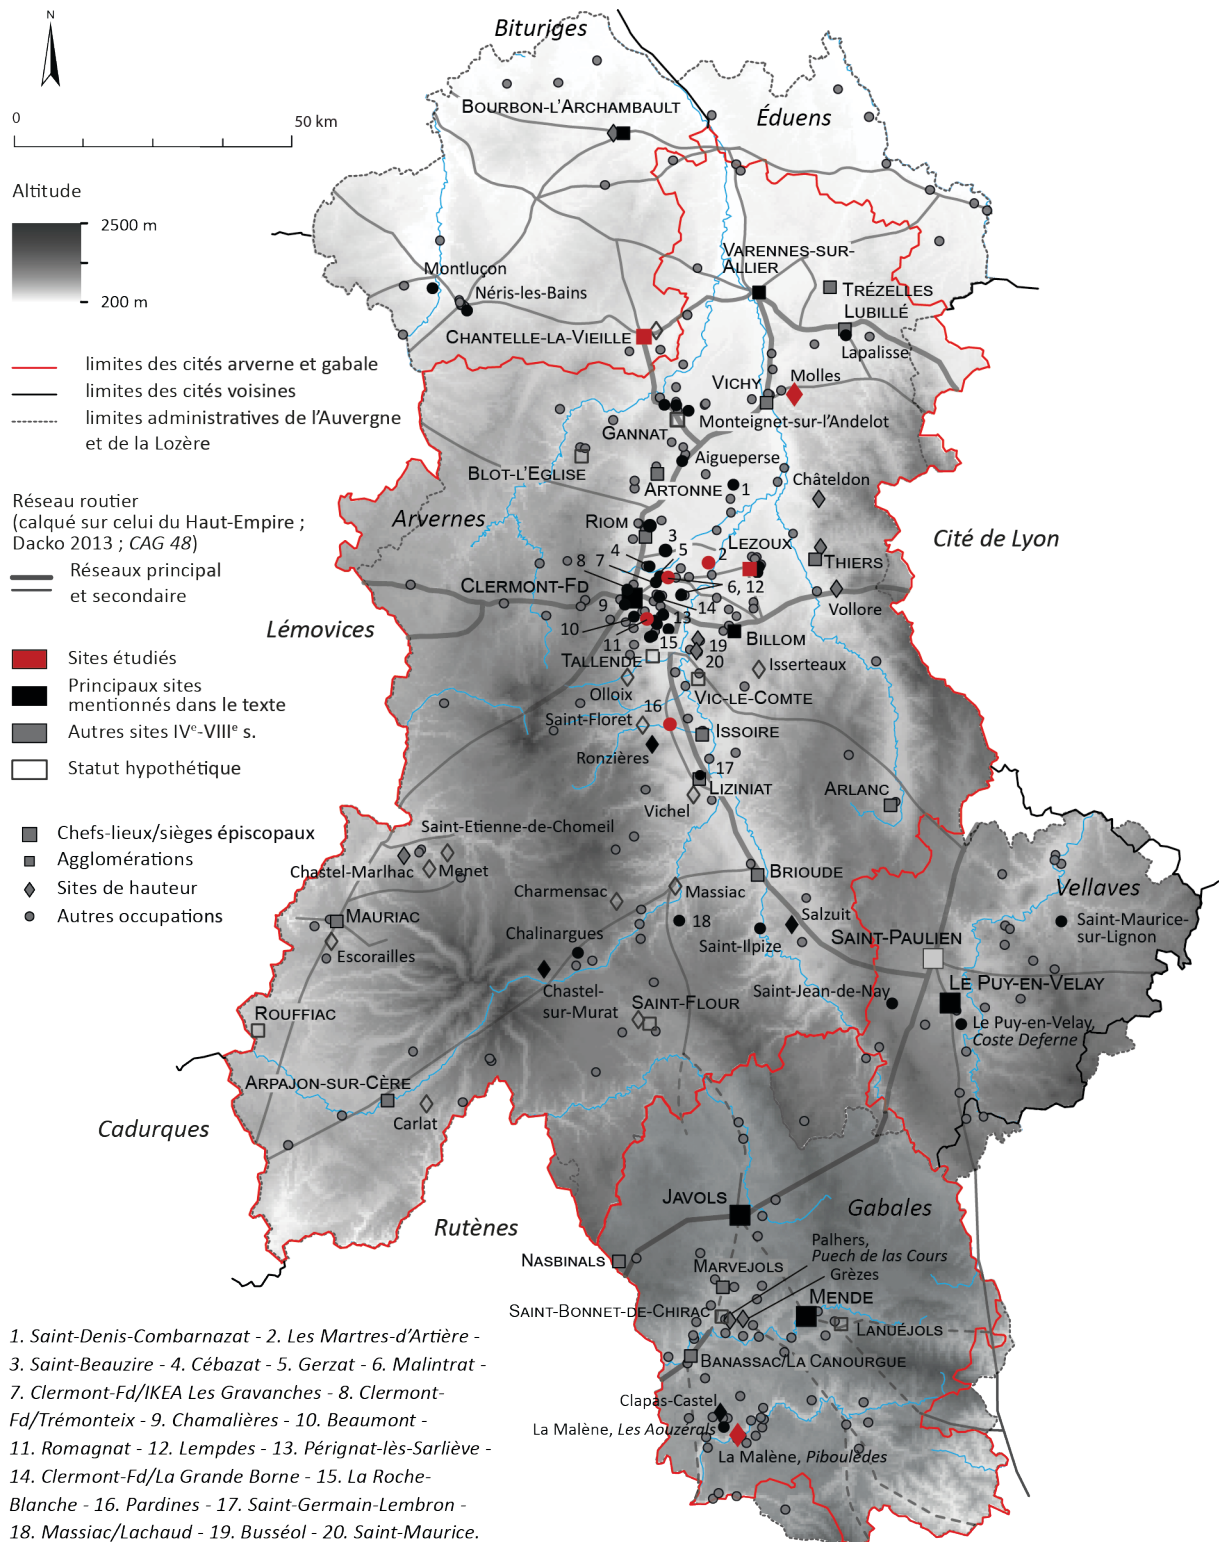 N
0
50 km
Altitude
2500 m
200 m
limites des cités arverne et gabale
limites des cités voisines
limites administratives de l'Auvergne
et de la Lozère
Réseau routier
(calqué sur celui du Haut-Empire ;
Dacko 2013 ; CAG 48)
Réseaux principal
et secondaire
Sites étudiés
Principaux sites
mentionnés dans le texte
Autres sites IVe-VIIIe s.
Statut hypothétique
Chefs-lieux/sièges épiscopaux
Agglomérations
Sites de hauteur
Autres occupations
Bituriges
BOURBON-L'ARCHAMBAULT
Éduens
VARENNES-SUR-
ALLIER
Montluçon
Néris-les-Bains
TRÉZELLES
LUBILLÉ
CHANTELLE-LA-VIEILLE
Lapalisse
VICHY
Molles
Monteignet-sur-l'Andelot
GANNAT
Aigueperse
BLOT-L'EGLISE
ARTONNE
1
Châteldon
Arvernes
RIOM
3
4
5
2
LEZOUX
Cité de Lyon
8
7
THIERS
CLERMONT-FD
6, 12
9
14
Vollore
Lémovices
10
13
11
15
19
BILLOM
TALLENDE
20
Isserteaux
Olloix
VIC-LE-COMTE
16
Saint-Floret
ISSOIRE
Ronzières
17
LIZINIAT
ARLANC
Vichel
Saint-Etienne-de-Chomeil
Chastel-Marlhac
Menet
BRIOUDE
Charmensac
Massiac
Vellaves
MAURIAC
18
Salzuit
Saint-Maurice-
sur-Lignon
Chalinargues
Saint-Ilpize
SAINT-PAULIEN
Escorailles
Chastel-
sur-Murat
Saint-Jean-de-Nay
LE PUY-EN-VELAY
SAINT-FLOUR
ROUFFIAC
Le Puy-en-Velay,
Coste Deferne
ARPAJON-SUR-CÈRE
Carlat
Cadurques
JAVOLS
Gabales
Rutènes
Palhers,
Puech de las Cours
NASBINALS
MARVEJOLS
Grèzes
MENDE
SAINT-BONNET-DE-CHIRAC
LANUÉJOLS
BANASSAC/LA CANOURGUE
Clapas-Castel
La Malène, Les Aouzérals
La Malène, Piboulèdes
1. Saint-Denis-Combarnazat - 2. Les Martres-d'Artière -
3. Saint-Beauzire - 4. Cébazat - 5. Gerzat - 6. Malintrat -
7. Clermont-Fd/IKEA Les Gravanches - 8. Clermont-
Fd/Trémonteix - 9. Chamalières - 10. Beaumont -
11. Romagnat - 12. Lempdes - 13. Pérignat-lès-Sarliève -
14. Clermont-Fd/La Grande Borne - 15. La Roche-
Blanche - 16. Pardines - 17. Saint-Germain-Lembron -
18. Massiac/Lachaud - 19. Busséol - 20. Saint-Maurice.